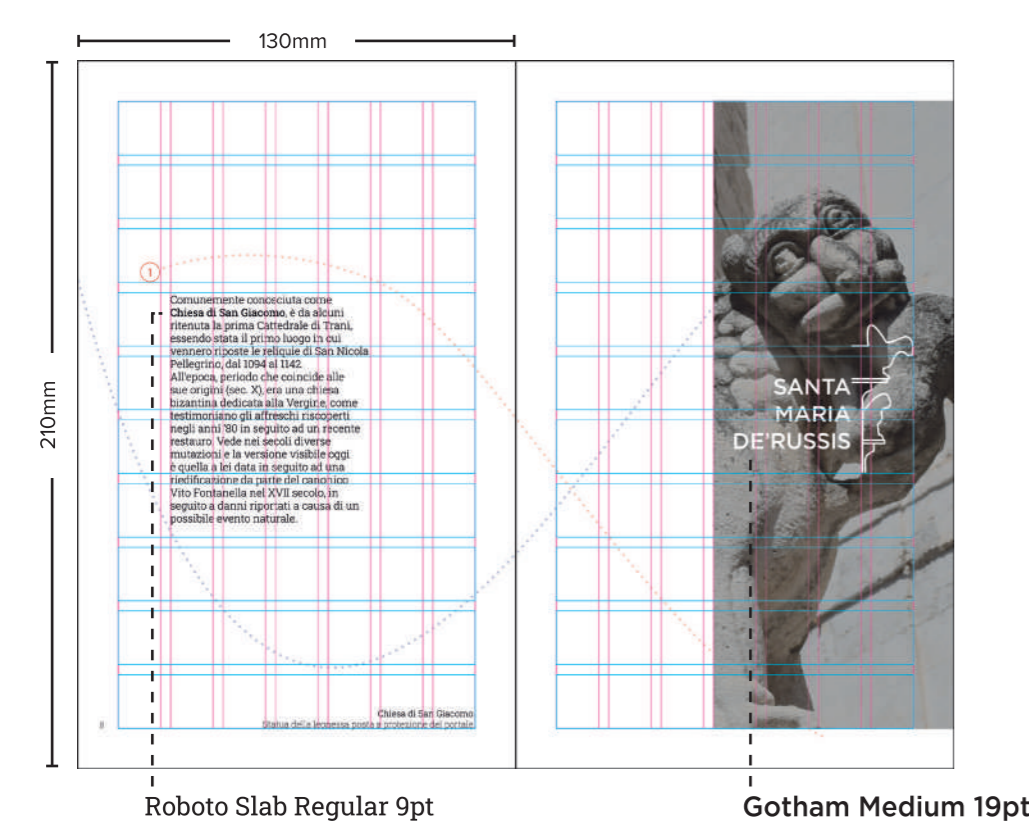 130mm
210mm
1
Comunemente conosciuta come
Chiesa di San Giacomo, è da alcuni
ritenuta la prima Cattedrale di Trani,
essendo stata il primo luogo in cui
vennero riposte le reliquie di San Nicola
Pellegrino, dal 1094 al 1142.
All'epoca, periodo che coincide alle
sue origini (sec. X), era una chiesa
bizantina dedicata alla Vergine, come
testimoniano gli affreschi riscoperti
negli anni '80 in seguito ad un recente
restauro. Vede nei secoli diverse
mutazioni e la versione visibile oggi
è quella a lei data in seguito ad una
riedificazione da parte del canonico
Vito Fontanella nel XVII secolo, in
seguito a danni riportati a causa di un
possibile evento naturale.
8
Chiesa di San Giacomo
Statua della leonessa posta a protezione del portale
SANTA
MARIA
DE'RUSSIS
Roboto Slab Regular 9pt
Gotham Medium 19pt